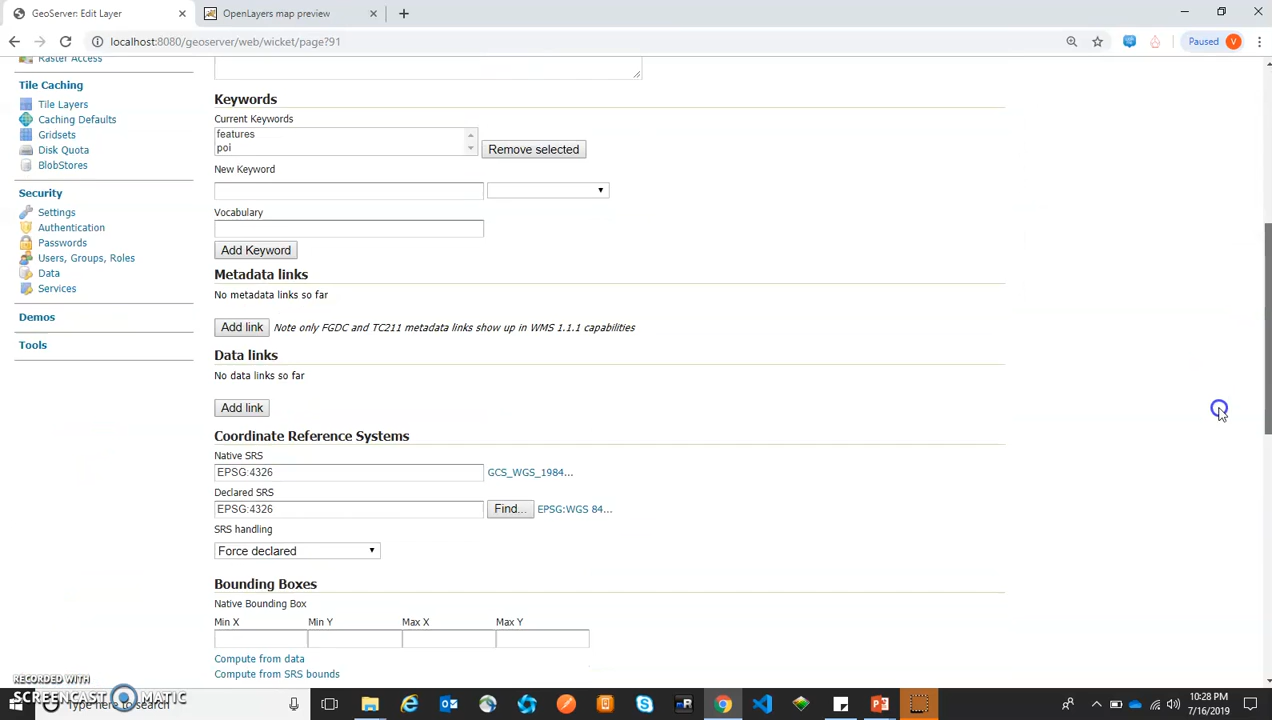 GeoServer: Edit Layer
OpenLayers map preview
localhost:8080/geoserver/web/wicket/page?91
Paused V
Raster Access
Tile Caching
Tile Layers
Caching Defaults
Gridsets
Disk Quota
BlobStores
Security
Settings
Authentication
Passwords
Users, Groups, Roles
Data
Services
Demos
Tools
Keywords
Current Keywords
features
poi
Remove selected
New Keyword
Vocabulary
Add Keyword
Metadata links
No metadata links so far
Add link Note only FGDC and TC211 metadata links show up in WMS 1.1.1 capabilities
Data links
No data links so far
Add link
Coordinate Reference Systems
Native SRS
EPSG:4326 GCS_WGS_1984...
Declared SRS
EPSG:4326 Find... EPSG:WGS 84...
SRS handling
Force declared
Bounding Boxes
Native Bounding Box
Min X Min Y Max X Max Y
Compute from data
Compute from SRS bounds
RECORDED WITH
SCREENCAST MATIC
Type here to search
10:28 PM
7/16/2019